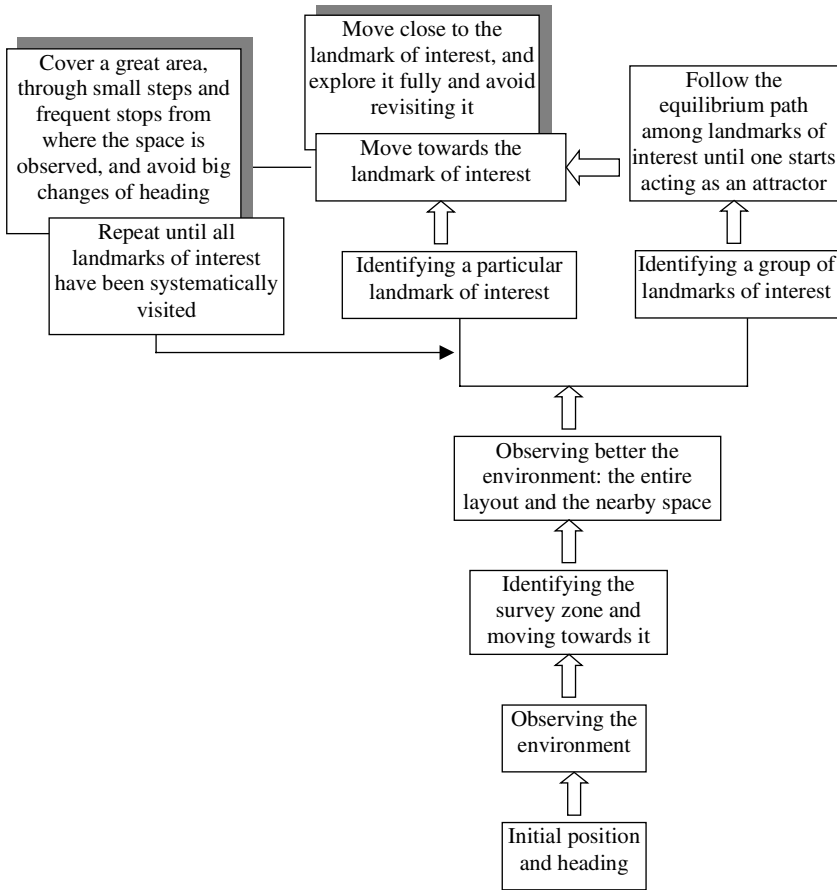 Cover a great area,
through small steps and
frequent stops from
where the space is
observed, and avoid big
changes of heading
Repeat until all
landmarks of interest
have been systematically
visited
Move close to the
landmark of interest, and
explore it fully and avoid
revisiting it
Move towards the
landmark of interest
Follow the
equilibrium path
among landmarks of
interest until one starts
acting as an attractor
Identifying a particular
landmark of interest
Identifying a group of
landmarks of interest
Observing better the
environment: the entire
layout and the nearby space
Identifying the
survey zone and
moving towards it
Observing the
environment
Initial position
and heading